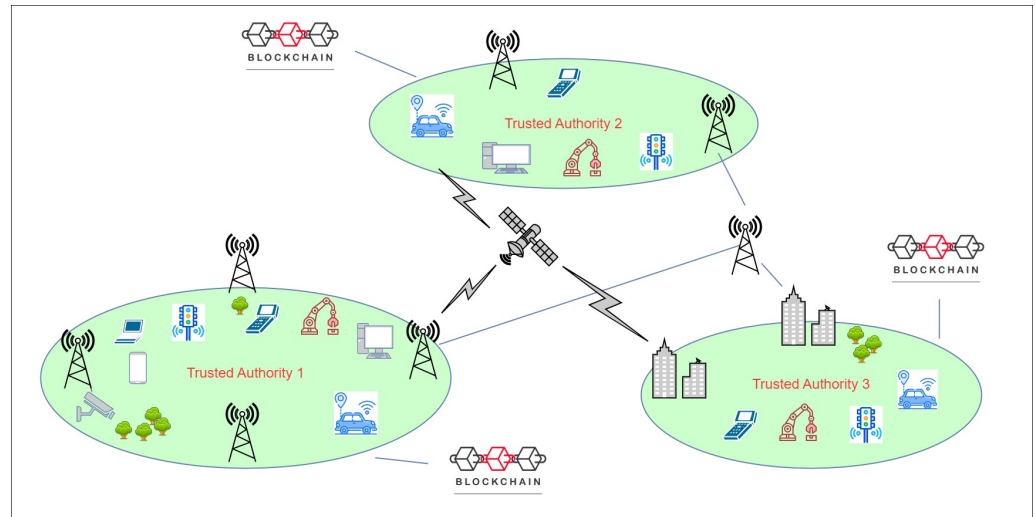 BLOCKCHAIN
Trusted Authority 2
BLOCKCHAIN
Trusted Authority 1
Trusted Authority 3
BLOCKCHAIN